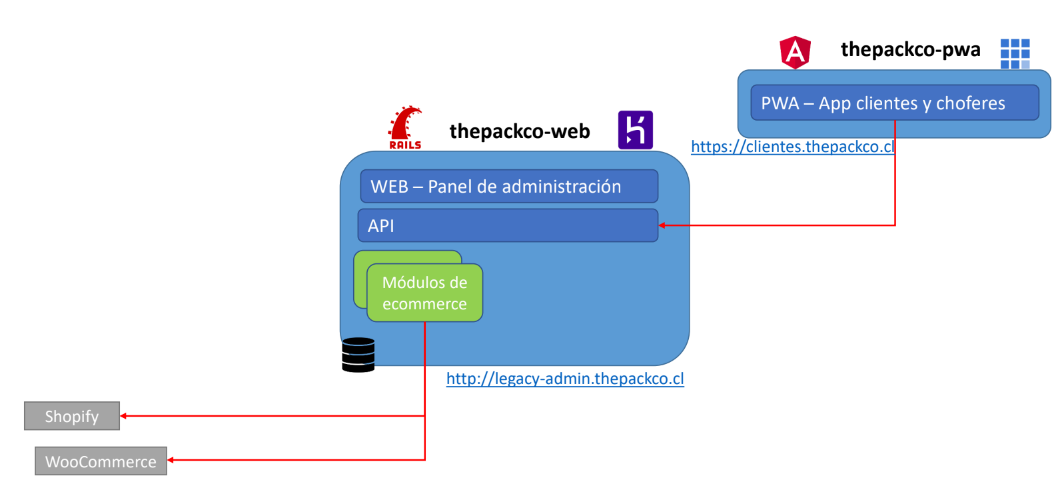 thepackco-pwa
PWA – App clientes y choferes
https://clientes.thepackco.cl
thepackco-web
RAILS
WEB – Panel de administración
API
Módulos de
ecommerce
http://legacy-admin.thepackco.cl
Shopify
WooCommerce